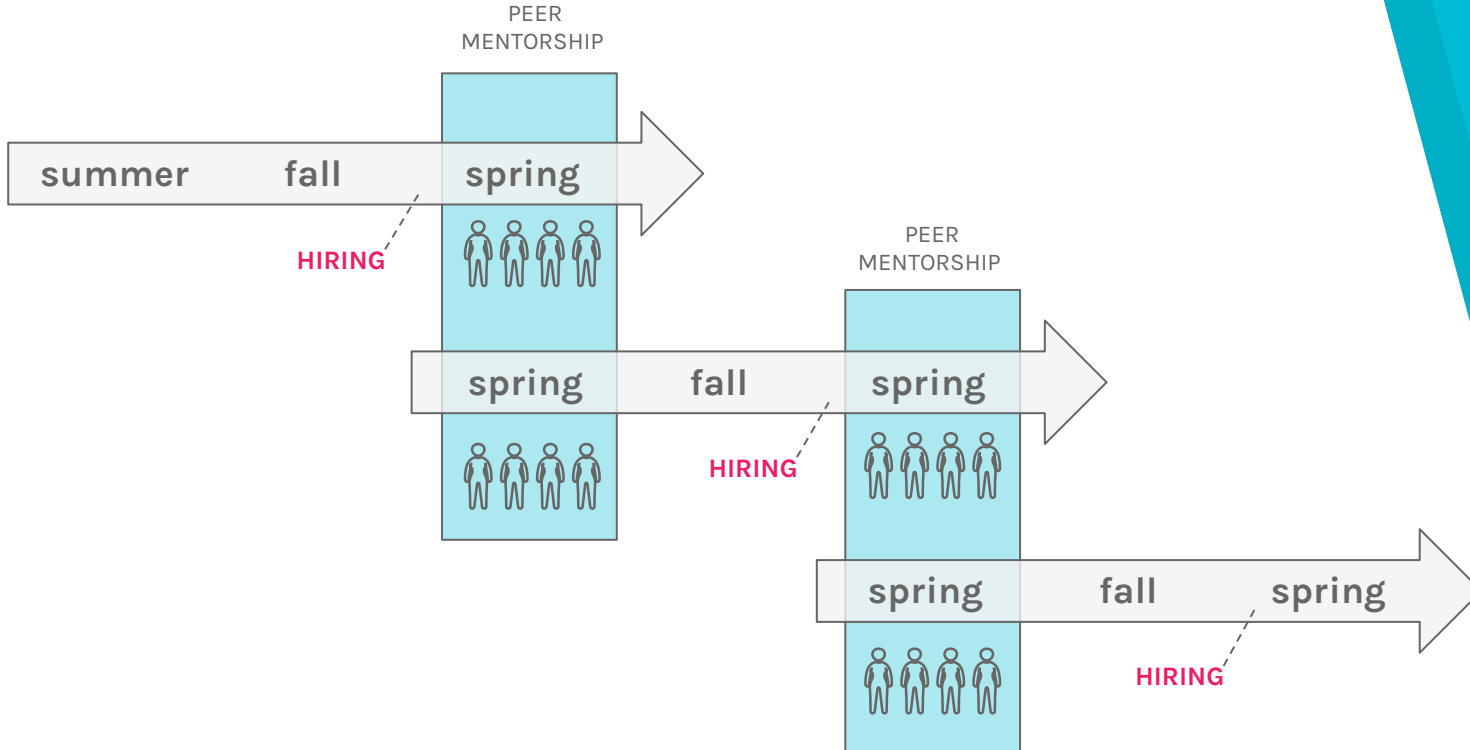 PEER
MENTORSHIP
summer fall spring
HIRING
PEER
MENTORSHIP
spring fall spring
HIRING
spring fall spring
HIRING